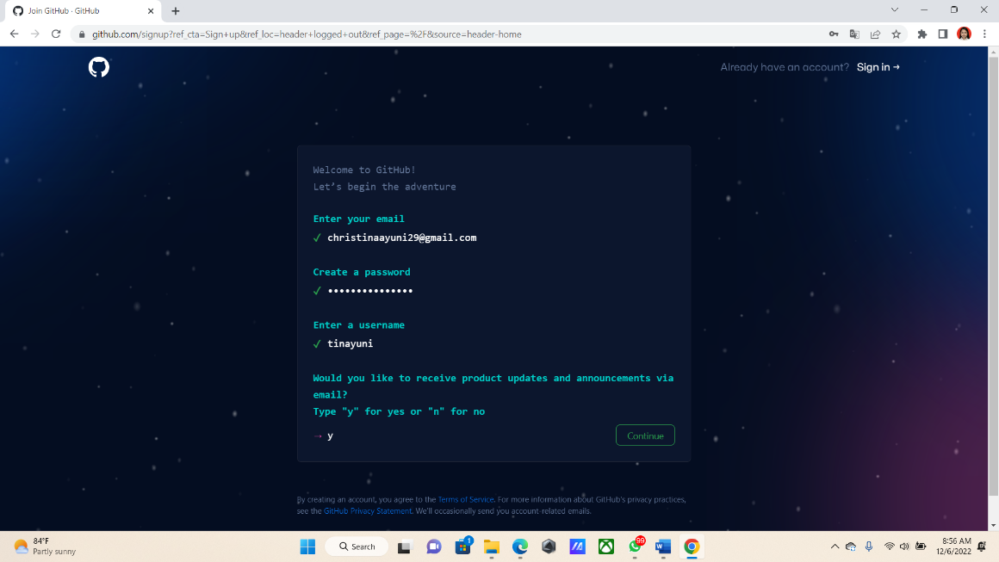 Join GitHub · GitHub
github.com/signup?ref_cta=Sign+up&ref_loc=header+logged+out&ref_page=%2F&source=header-home
Already have an account? Sign in →
Welcome to GitHub!
Let’s begin the adventure
Enter your email
✓ christinaayuni29@gmail.com
Create a password
✓ •••••••••••••••
Enter a username
✓ tinayuni
Would you like to receive product updates and announcements via
email?
Type "y" for yes or "n" for no
→ y
Continue
By creating an account, you agree to the Terms of Service. For more information about GitHub's privacy practices,
see the GitHub Privacy Statement. We'll occasionally send you account-related emails.
84°F
Partly sunny
Search
1
99
W
8:56 AM
12/6/2022